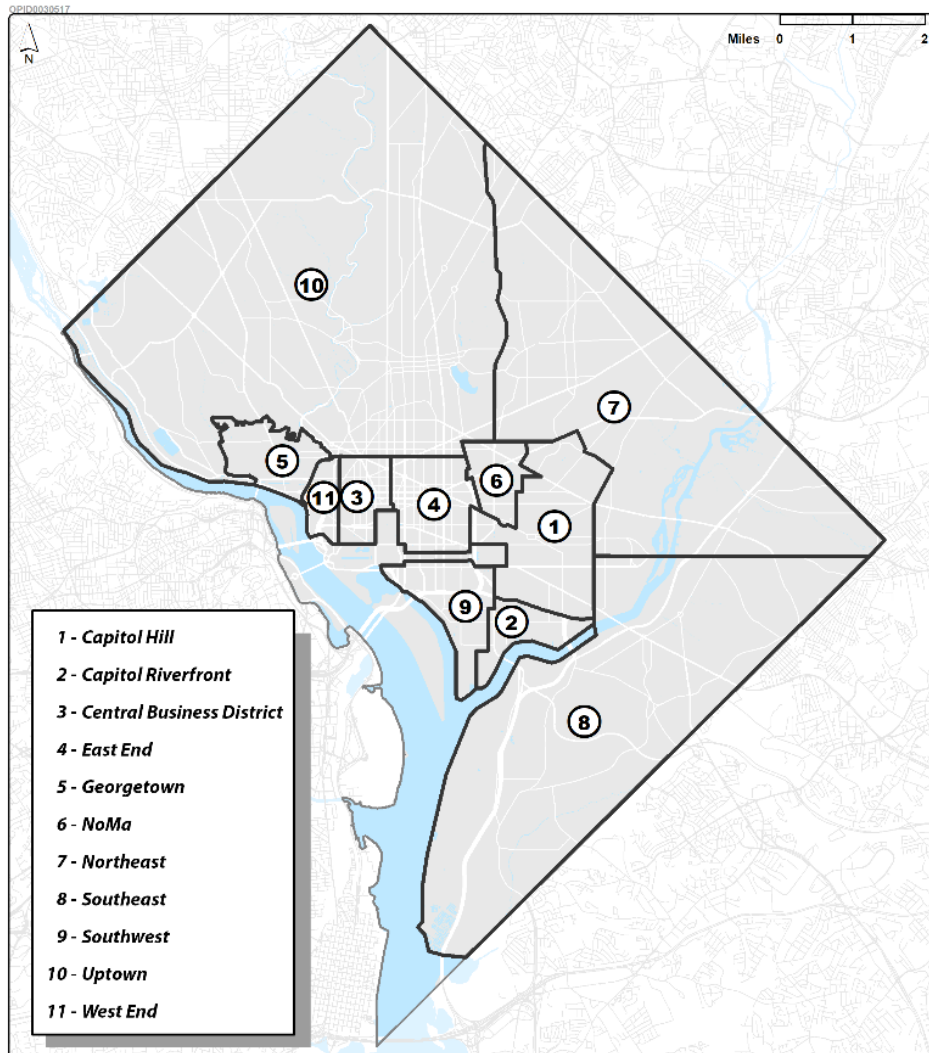 OPID0030517
N
Miles 0 1 2
10
7
5
6
11
3
4
1
9
2
8
1 - Capitol Hill
2 - Capitol Riverfront
3 - Central Business District
4 - East End
5 - Georgetown
6 - NoMa
7 - Northeast
8 - Southeast
9 - Southwest
10 - Uptown
11 - West End